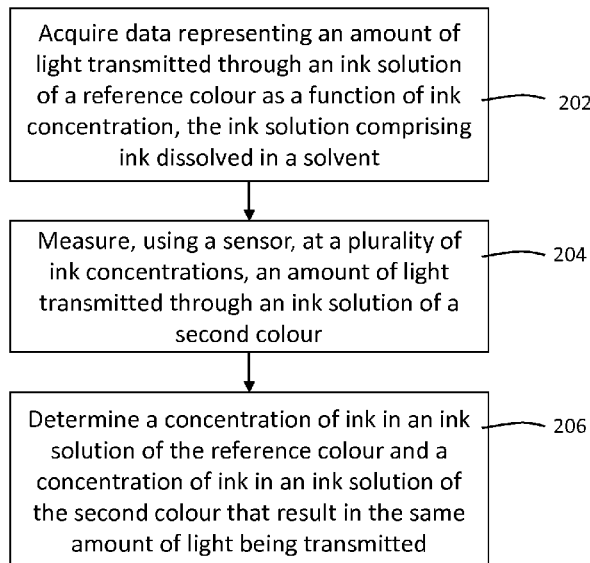 Acquire data representing an amount of
light transmitted through an ink solution
of a reference colour as a function of ink
concentration, the ink solution comprising
ink dissolved in a solvent
202
Measure, using a sensor, at a plurality of
ink concentrations, an amount of light
transmitted through an ink solution of a
second colour
204
Determine a concentration of ink in an ink
solution of the reference colour and a
concentration of ink in an ink solution of
the second colour that result in the same
amount of light being transmitted
206